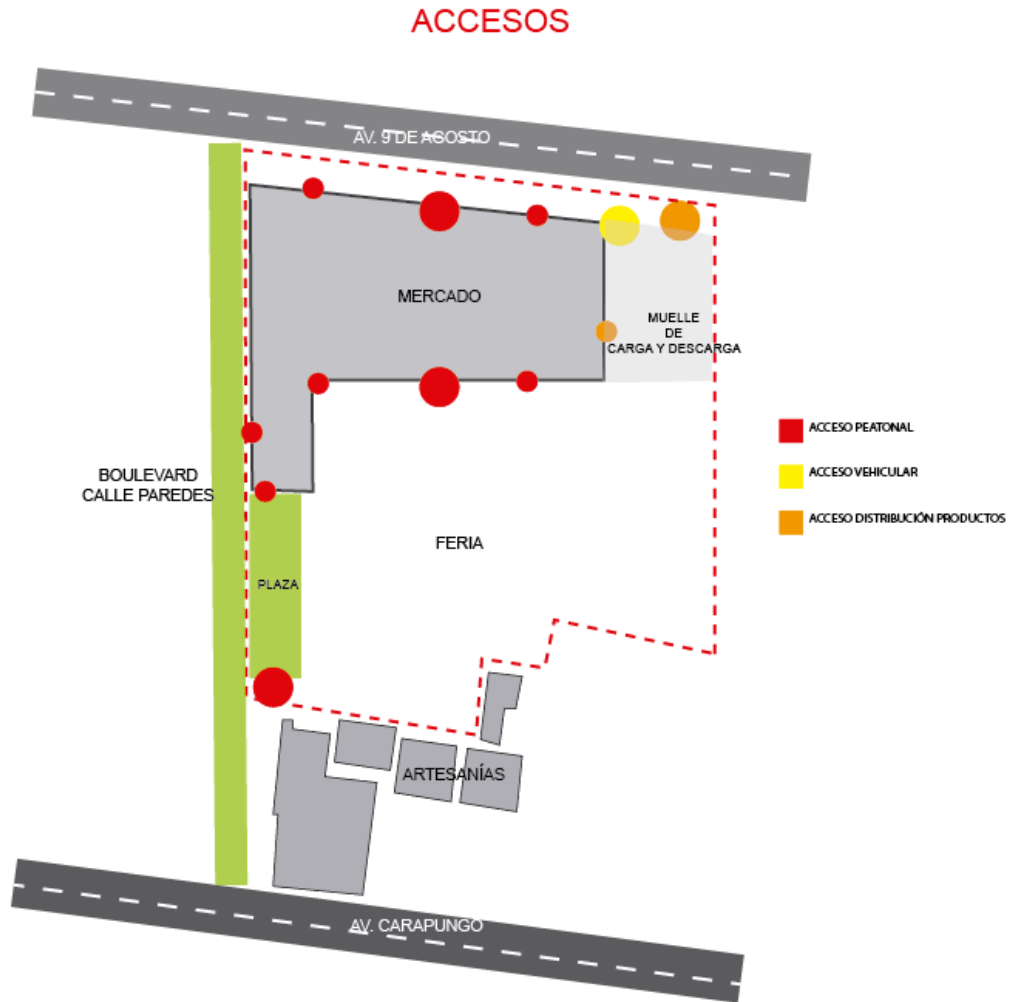 ACCESOS
AV. 9 DE AGOSTO
MERCADO
MUELLE
DE
CARGA Y DESCARGA
ACCESO PEATONAL
ACCESO VEHICULAR
ACCESO DISTRIBUCIÓN PRODUCTOS
BOULEVARD
CALLE PAREDES
FERIA
PLAZA
ARTESANÍAS
AV. CARAPUNGO